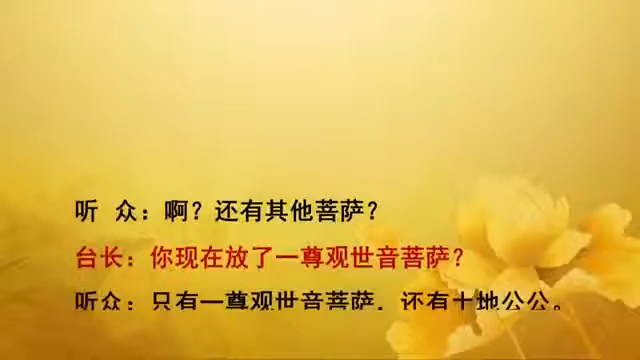 听 众：啊？还有其他菩萨？
台长：你现在放了一尊观世音菩萨？
听众：只有一尊观世音菩萨，还有土地公公。